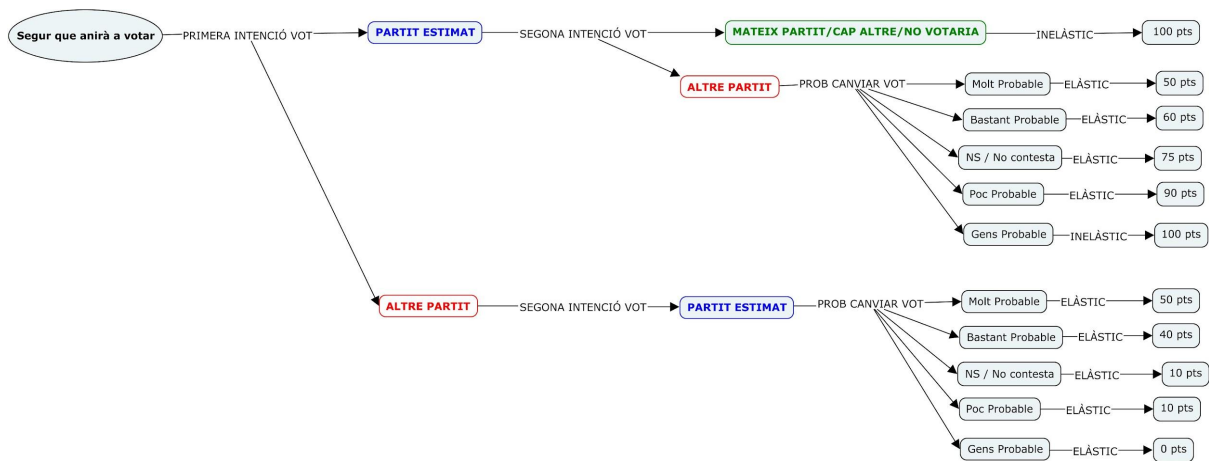 Segur que anirà a votar
PRIMERA INTENCIÓ VOT
PARTIT ESTIMAT
SEGONA INTENCIÓ VOT
MATEIX PARTIT/CAP ALTRE/NO VOTARIA
INELÀSTIC
100 pts
ALTRE PARTIT
PROB CANVIAR VOT
Molt Probable
ELÀSTIC
50 pts
Bastant Probable
ELÀSTIC
60 pts
NS / No contesta
ELÀSTIC
75 pts
Poc Probable
ELÀSTIC
90 pts
Gens Probable
INELÀSTIC
100 pts
ALTRE PARTIT
SEGONA INTENCIÓ VOT
PARTIT ESTIMAT
PROB CANVIAR VOT
Molt Probable
ELÀSTIC
50 pts
Bastant Probable
ELÀSTIC
40 pts
NS / No contesta
ELÀSTIC
10 pts
Poc Probable
ELÀSTIC
10 pts
Gens Probable
ELÀSTIC
0 pts